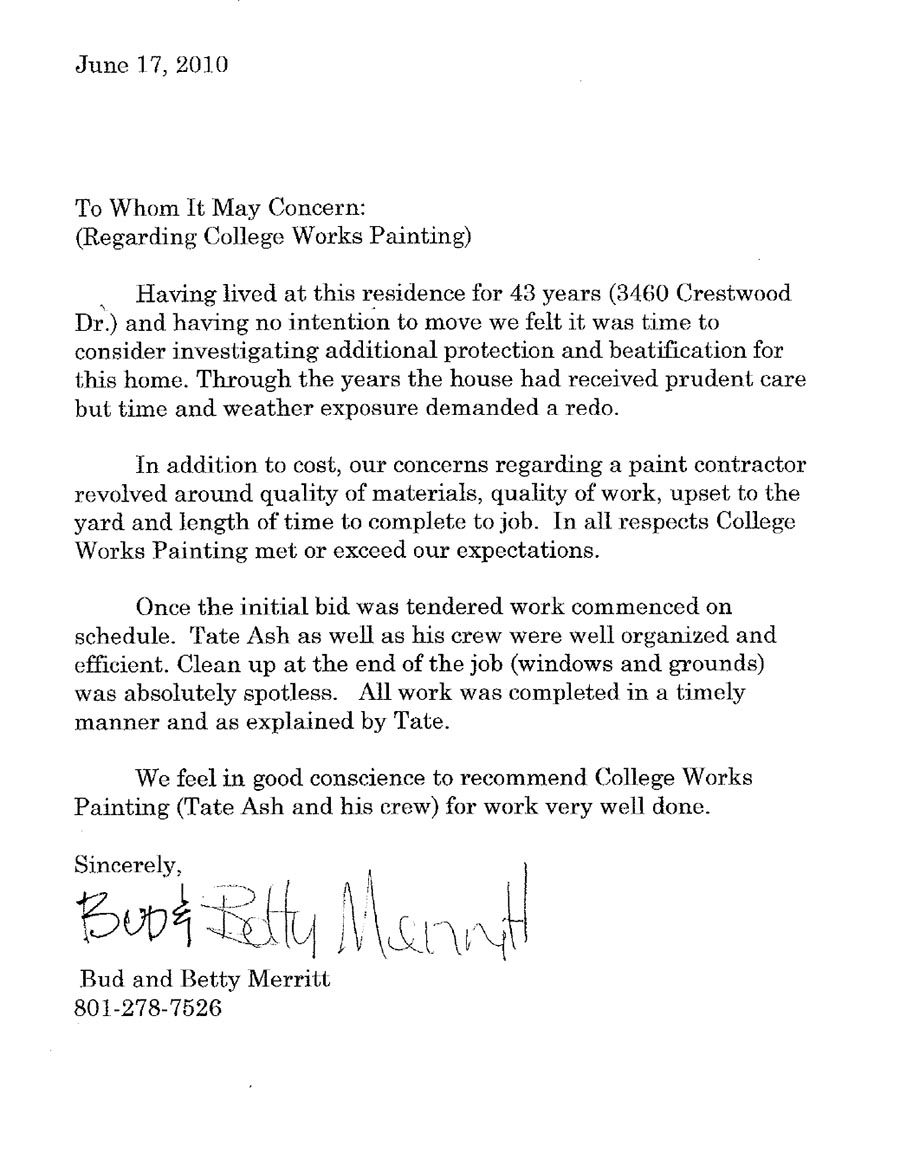 June 17, 2010
To Whom It May Concern:
(Regarding College Works Painting)
Having lived at this residence for 43 years (3460 Crestwood
Dr.) and having no intention to move we felt it was time to
consider investigating additional protection and beatification for
this home. Through the years the house had received prudent care
but time and weather exposure demanded a redo.
In addition to cost, our concerns regarding a paint contractor
revolved around quality of materials, quality of work, upset to the
yard and length of time to complete to job. In all respects College
Works Painting met or exceed our expectations.
Once the initial bid was tendered work commenced on
schedule. Tate Ash as well as his crew were well organized and
efficient. Clean up at the end of the job (windows and grounds)
was absolutely spotless. All work was completed in a timely
manner and as explained by Tate.
We feel in good conscience to recommend College Works
Painting (Tate Ash and his crew) for work very well done.
Sincerely,
Bud & Betty Merritt
Bud and Betty Merritt
801-278-7526